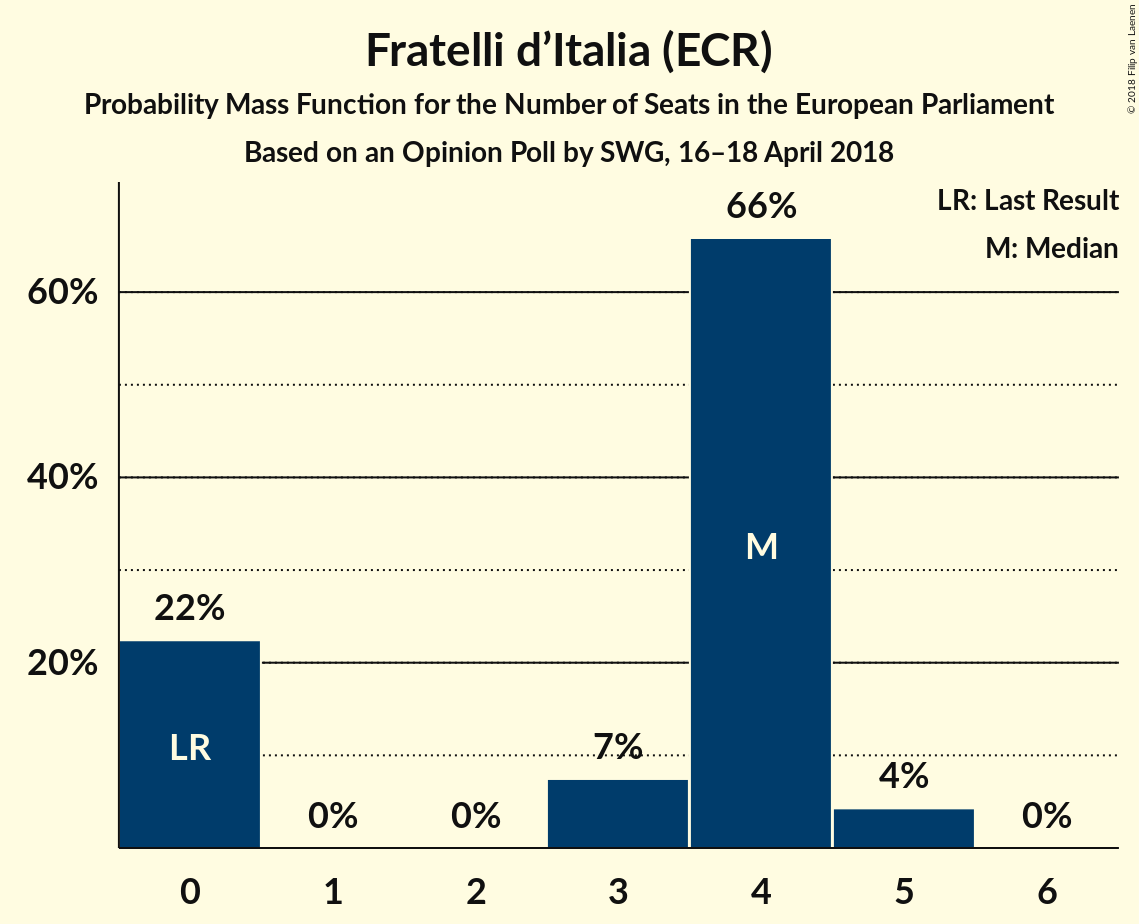 Fratelli d’Italia (ECR)
Probability Mass Function for the Number of Seats in the European Parliament
Based on an Opinion Poll by SWG, 16–18 April 2018
© 2018 Filip van Laenen
LR: Last Result
M: Median
66%
60%
40%
M
22%
20%
LR
7%
4%
0%
0%
0%
0
1
2
3
4
5
6